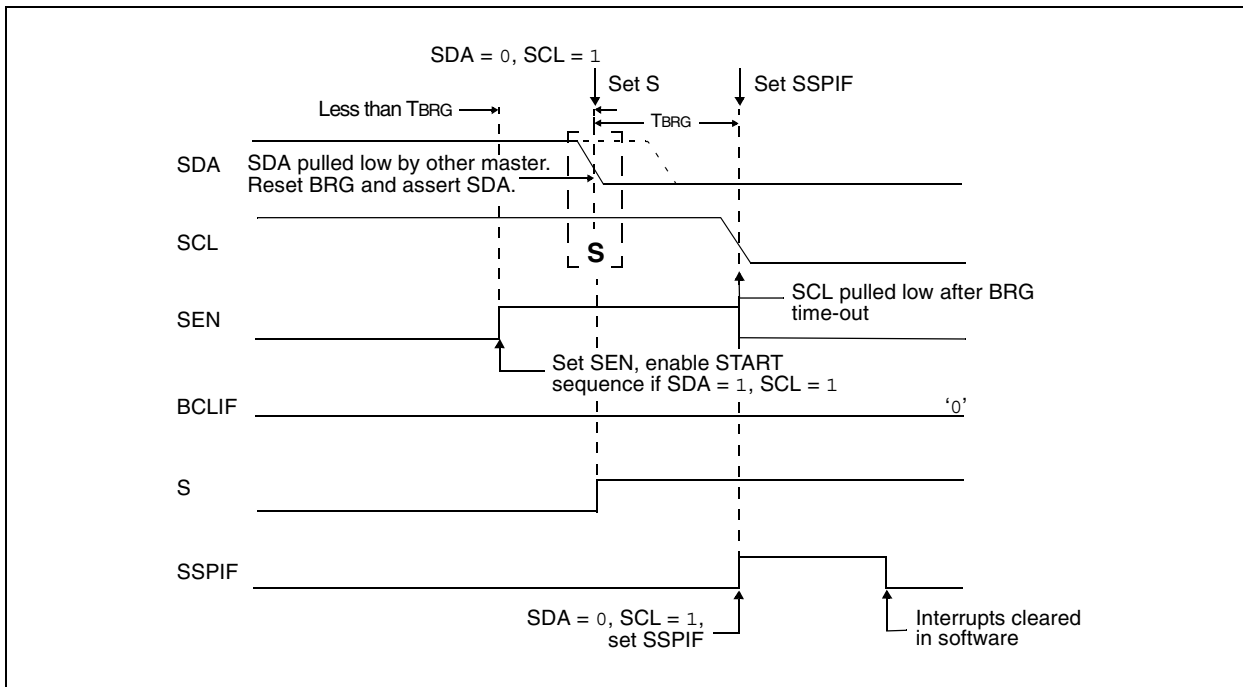 SDA = 0, SCL = 1
Set S
Set SSPIF
Less than TBRG
TBRG
SDA
SDA pulled low by other master.
Reset BRG and assert SDA.
SCL
S
SCL pulled low after BRG
time-out
SEN
Set SEN, enable START
sequence if SDA = 1, SCL = 1
BCLIF
‘0’
S
SSPIF
SDA = 0, SCL = 1,
set SSPIF
Interrupts cleared
in software